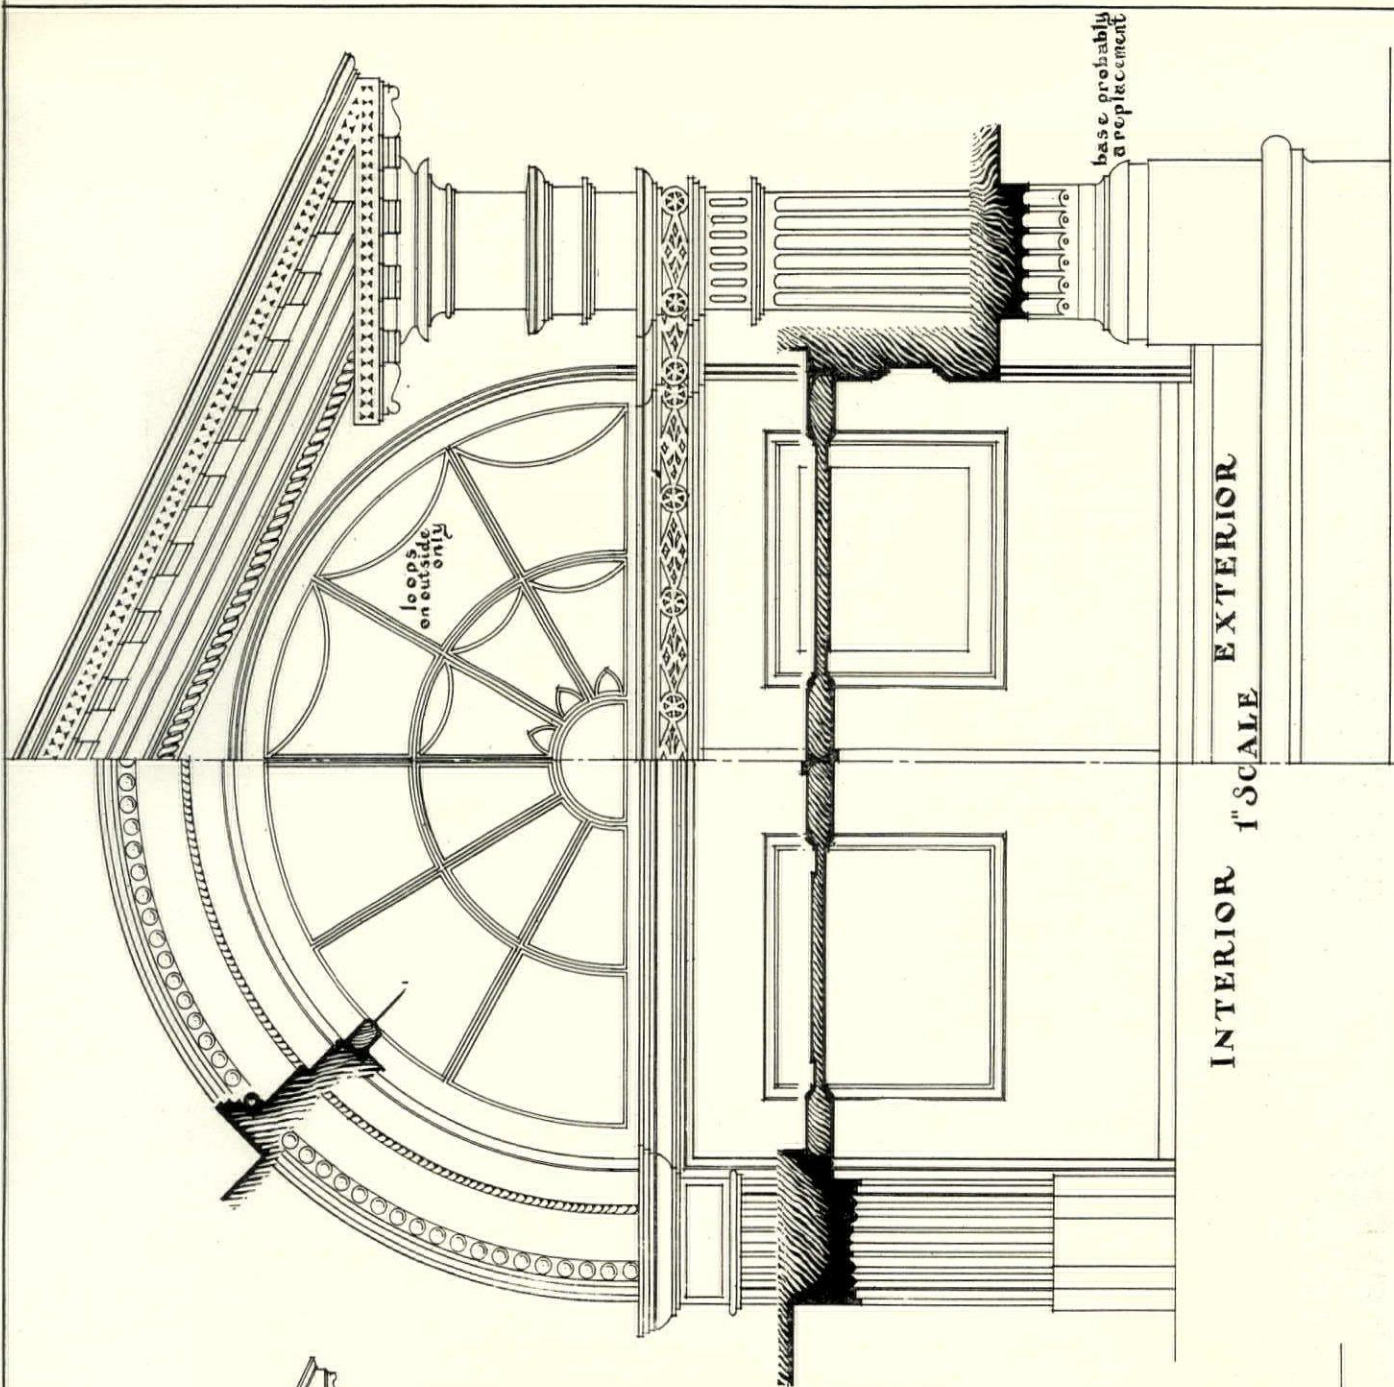 base probably
a replacement
loops
on outside
only
INTERIOR
1" SCALE
EXTERIOR